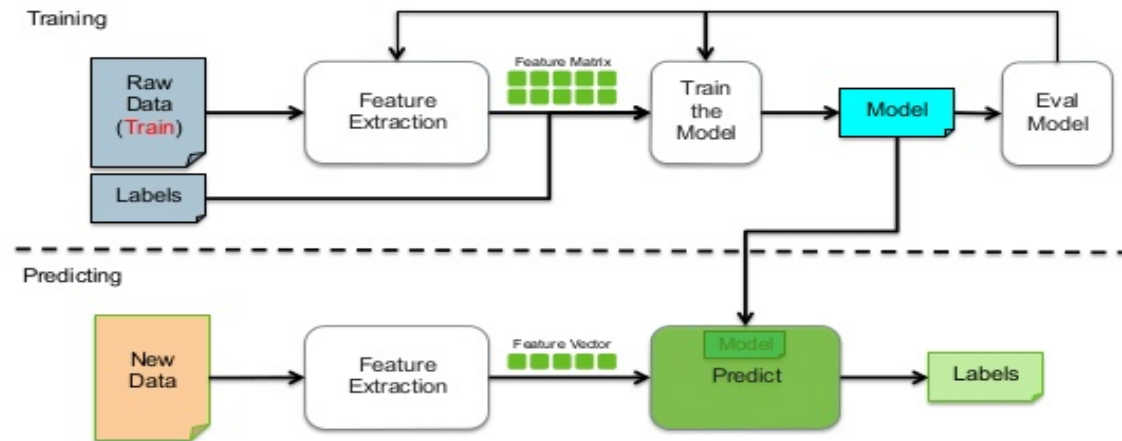 Training
Raw
Data
(Train)
Feature
Extraction
Feature Matrix
Train
the
Model
Model
Eval
Model
Labels
Predicting
New
Data
Feature
Extraction
Feature Vector
Model
Predict
Labels